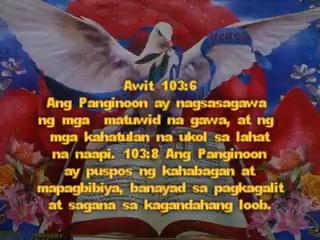 Awit 103:6
Ang Panginoon ay nagsasagawa
ng mga matuwid na gawa, at ng
mga kahatulan na ukol sa lahat
na naapi. 103:8 Ang Panginoon
ay puspos ng kahabagan at
mapagbibiya, banayad sa pagkagalit
at sagana sa kagandahang loob.